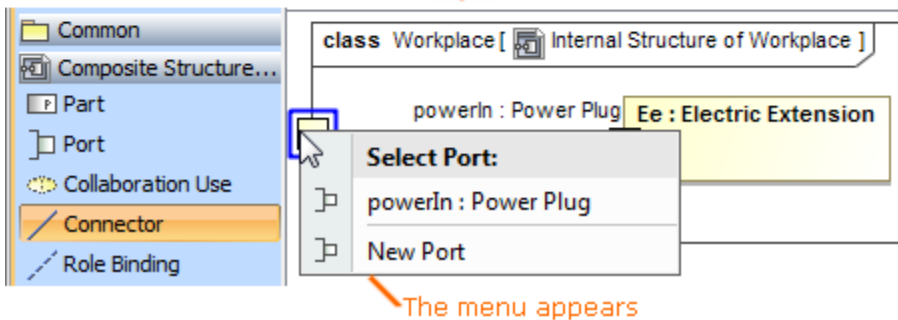 Common
Composite Structure...
Part
Port
Collaboration Use
Connector
Role Binding
class Workplace [ Internal Structure of Workplace ]
powerIn : Power Plug
Ee : Electric Extension
Select Port:
powerIn : Power Plug
New Port
The menu appears